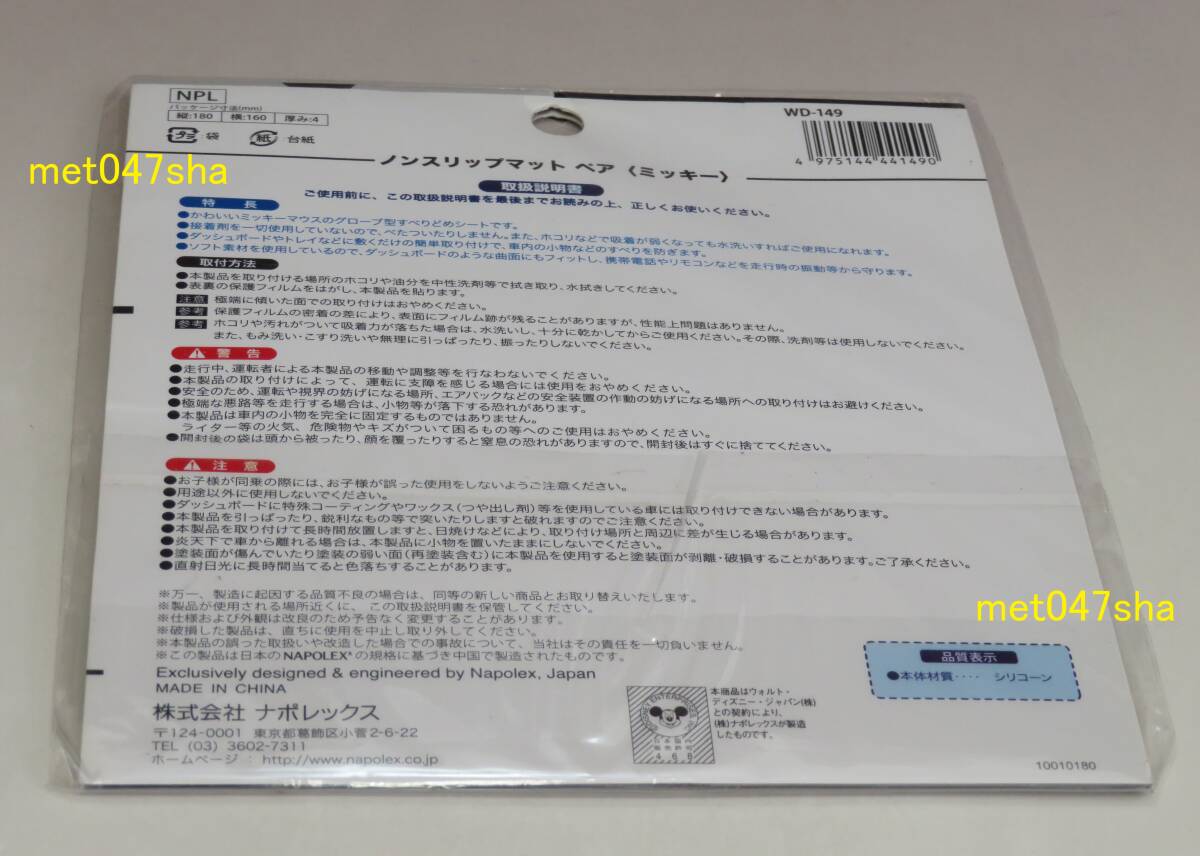 NPL
パッケージ寸法(mm)
縦:180 横:160 厚み:4
プラ 袋 紙 台紙
WD-149
4 975144 441490
met047sha
ノンスリップマット ペア〈ミッキー〉
取扱説明書
ご使用前に、この取扱説明書を最後までお読みの上、正しくお使いください。
特長
●かわいいミッキーマウスのグローブ型すべりどめシートです。
●接着剤を一切使用していないので、べたついたりしません。また、ホコリなどで吸着が弱くなっても水洗いすればご使用になれます。
●ダッシュボードやトレイなどに敷くだけの簡単取り付けで、車内の小物などのすべりを防ぎます。
●ソフト素材を使用しているので、ダッシュボードのような曲面にもフィットし、携帯電話やリモコンなどを走行時の振動等から守ります。
取付方法
●本製品を取り付ける場所のホコリや油分を中性洗剤等で拭き取り、水拭きしてください。
●表裏の保護フィルムをはがし、本製品を貼ります。
注意 極端に傾いた面での取り付けはおやめください。
参考 保護フィルムの密着の差により、表面にフィルム跡が残ることがありますが、性能上問題はありません。
参考 ホコリや汚れがついて吸着力が落ちた場合は、水洗いし、十分に乾かしてからご使用ください。その際、洗剤等は使用しないでください。
また、もみ洗い・こすり洗いや無理に引っぱったり、振ったりしないでください。
警告
●走行中、運転者による本製品の移動や調整等を行なわないでください。
●本製品の取り付けによって、運転に支障を感じる場合には使用をおやめください。
●安全のため、運転や視界の妨げになる場所、エアバックなどの安全装置の作動の妨げになる場所への取り付けはお避けください。
●極端な悪路等を走行する場合は、小物等が落下する恐れがあります。
●本製品は車内の小物を完全に固定するものではありません。
ライター等の火気、危険物やキズがついて困るもの等へのご使用はおやめください。
●開封後の袋は頭から被ったり、顔を覆ったりすると窒息の恐れがありますので、開封後はすぐに捨ててください。
注意
●お子様が同乗の際には、お子様が誤った使用をしないようご注意ください。
●用途以外に使用しないでください。
●ダッシュボードに特殊コーティングやワックス(つや出し剤)等を使用している車には取り付けできない場合があります。
●本製品を引っぱったり、鋭利なもの等で突いたりしますと破れますのでご注意ください。
●本製品を取り付けて長時間放置しますと、日焼けなどにより、取り付け場所と周辺に差が生じる場合があります。
●炎天下で車から離れる場合は、本製品に小物を置いたままにしないでください。
●塗装面が傷んでいたり塗装の弱い面(再塗装含む)に本製品を使用すると塗装面が剥離・破損することがあります。ご了承ください。
●直射日光に長時間当てると色落ちすることがあります。
※万一、製造に起因する品質不良の場合は、同等の新しい商品とお取り替えいたします。
※製品が使用される場所近くに、この取扱説明書を保管してください。
※仕様および外観は改良のため予告なく変更することがあります。
※破損した製品は、直ちに使用を中止し取り外してください。
※本製品の誤った取扱いや改造した場合での事故について、当社はその責任を一切負いません。
※この製品は日本のNAPOLEX®の規格に基づき中国で製造されたものです。
Exclusively designed & engineered by Napolex, Japan
MADE IN CHINA
株式会社 ナポレックス
〒124-0001 東京都葛飾区小菅2-6-22
TEL (03) 3602-7311
ホームページ : http://www.napolex.co.jp
met047sha
品質表示
●本体材質‥‥ シリコーン
本商品はウォルト・
ディズニー・ジャパン(株)
との契約により、
(株)ナポレックスが製造
したものです。
4 6 6
10010180